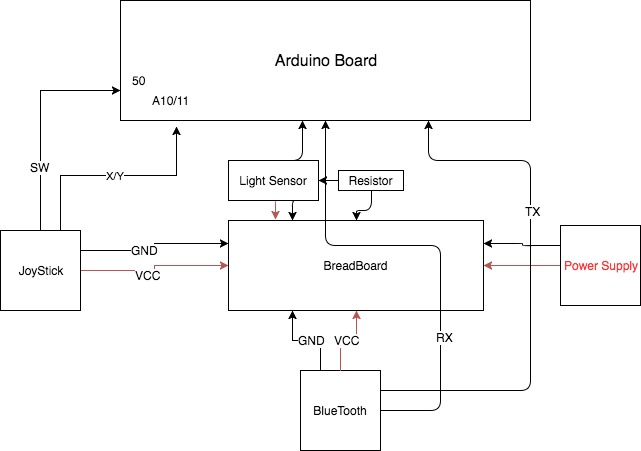 Arduino Board
50
A10/11
SW
X/Y
Light Sensor
Resistor
TX
JoyStick
GND
VCC
BreadBoard
Power Supply
GND
VCC
RX
BlueTooth